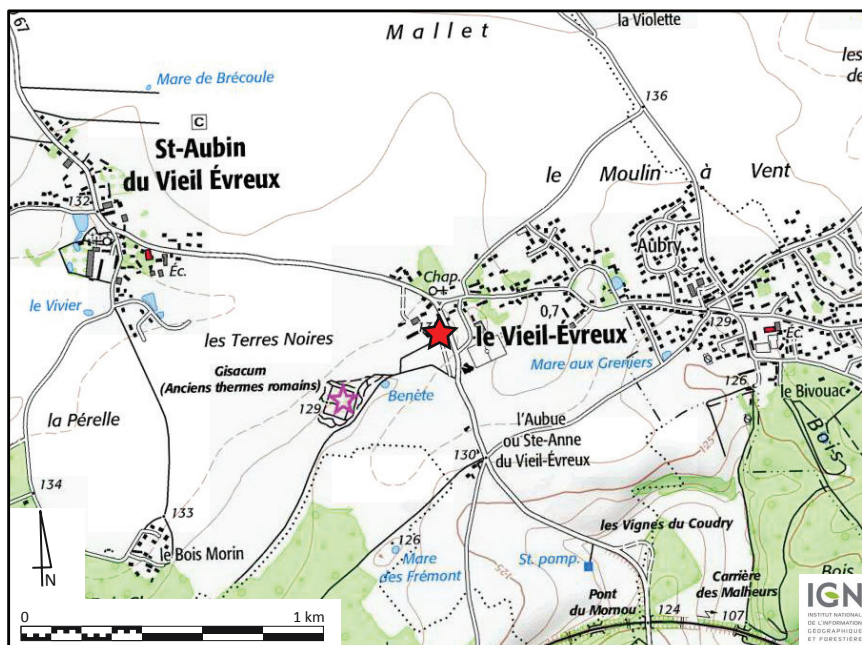 67
Mallet
la Violette
les
de
Mare de Brécoule
136
C
St-Aubin
du Vieil Évreux
le Moulin à Vent
132
Aubry
Chap.
Éc.
0,7
le Vivier
129
le Vieil-Évreux
les Terres Noires
Mare aux Greniers
Éc
Gisacum
(Anciens thermes romains)
126
129
Benête
le Bivouac
la Pérelle
l'Aubue
ou Ste-Anne
du Vieil-Évreux
125
Bois
130
134
133
les Vignes du Coudry
le Bois Morin
126
Mare
des Frémont
125
St. pomp.
Carrière
des Malheurs
Bois
N
Pont
du Mornou
124
107
0
1 km
IGN
INSTITUT NATIONAL
DE L'INFORMATION
GÉOGRAPHIQUE
ET FORESTIÈRE